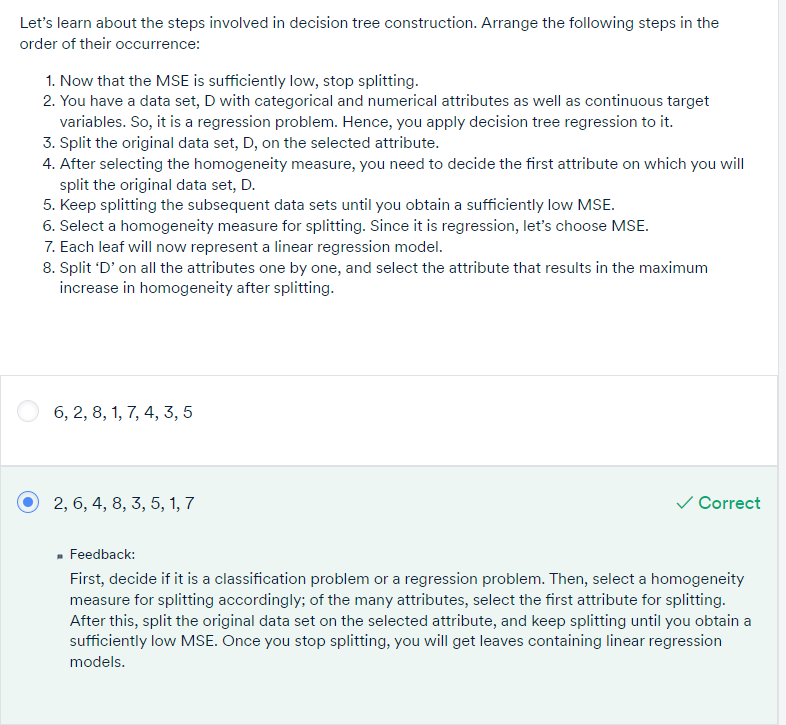 Let’s learn about the steps involved in decision tree construction. Arrange the following steps in the
order of their occurrence:
1. Now that the MSE is sufficiently low, stop splitting.
2. You have a data set, D with categorical and numerical attributes as well as continuous target
variables. So, it is a regression problem. Hence, you apply decision tree regression to it.
3. Split the original data set, D, on the selected attribute.
4. After selecting the homogeneity measure, you need to decide the first attribute on which you will
split the original data set, D.
5. Keep splitting the subsequent data sets until you obtain a sufficiently low MSE.
6. Select a homogeneity measure for splitting. Since it is regression, let’s choose MSE.
7. Each leaf will now represent a linear regression model.
8. Split ‘D’ on all the attributes one by one, and select the attribute that results in the maximum
increase in homogeneity after splitting.
6, 2, 8, 1, 7, 4, 3, 5
2, 6, 4, 8, 3, 5, 1, 7
✓ Correct
Feedback:
First, decide if it is a classification problem or a regression problem. Then, select a homogeneity
measure for splitting accordingly; of the many attributes, select the first attribute for splitting.
After this, split the original data set on the selected attribute, and keep splitting until you obtain a
sufficiently low MSE. Once you stop splitting, you will get leaves containing linear regression
models.